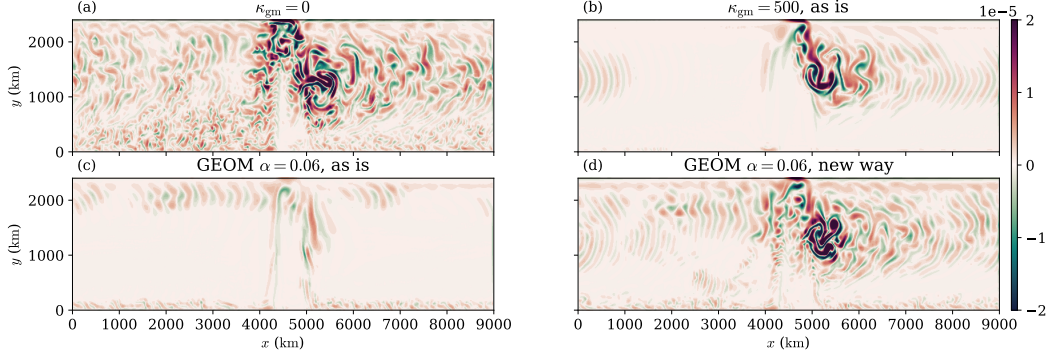 (a) κgm = 0
(b) κgm = 500, as is
1e−5
2
1
0
−1
−2
2000
1000
0
y (km)
(c) GEOM α = 0.06, as is
(d) GEOM α = 0.06, new way
2000
1000
0
y (km)
0 1000 2000 3000 4000 5000 6000 7000 8000 9000
x (km)
0 1000 2000 3000 4000 5000 6000 7000 8000 9000
x (km)